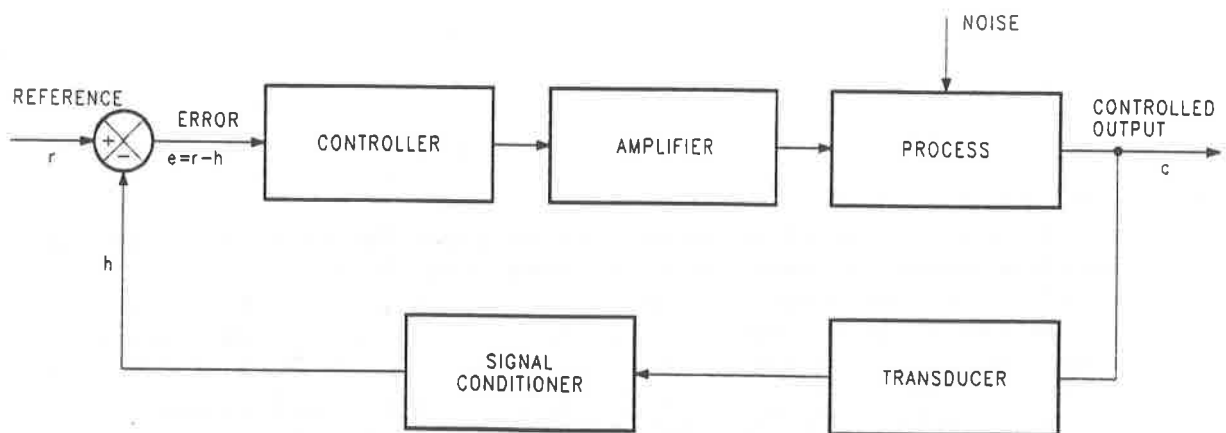 NOISE
REFERENCE
ERROR
CONTROLLED
OUTPUT
CONTROLLER
AMPLIFIER
PROCESS
+
−
r
e=r-h
c
h
SIGNAL
CONDITIONER
TRANSDUCER